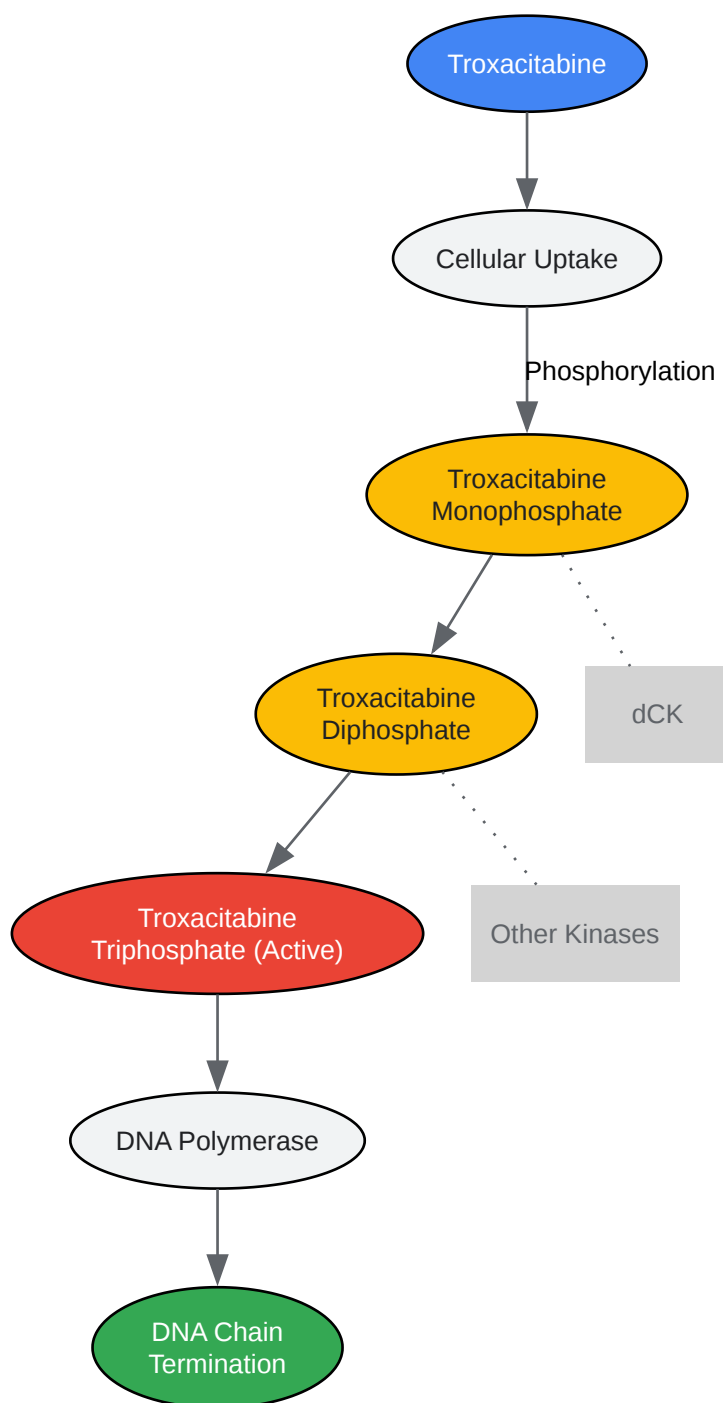 Troxacitabine
Cellular Uptake
Phosphorylation
Troxacitabine
Monophosphate
Troxacitabine
Diphosphate
dCK
Troxacitabine
Triphosphate (Active)
Other Kinases
DNA Polymerase
DNA Chain
Termination